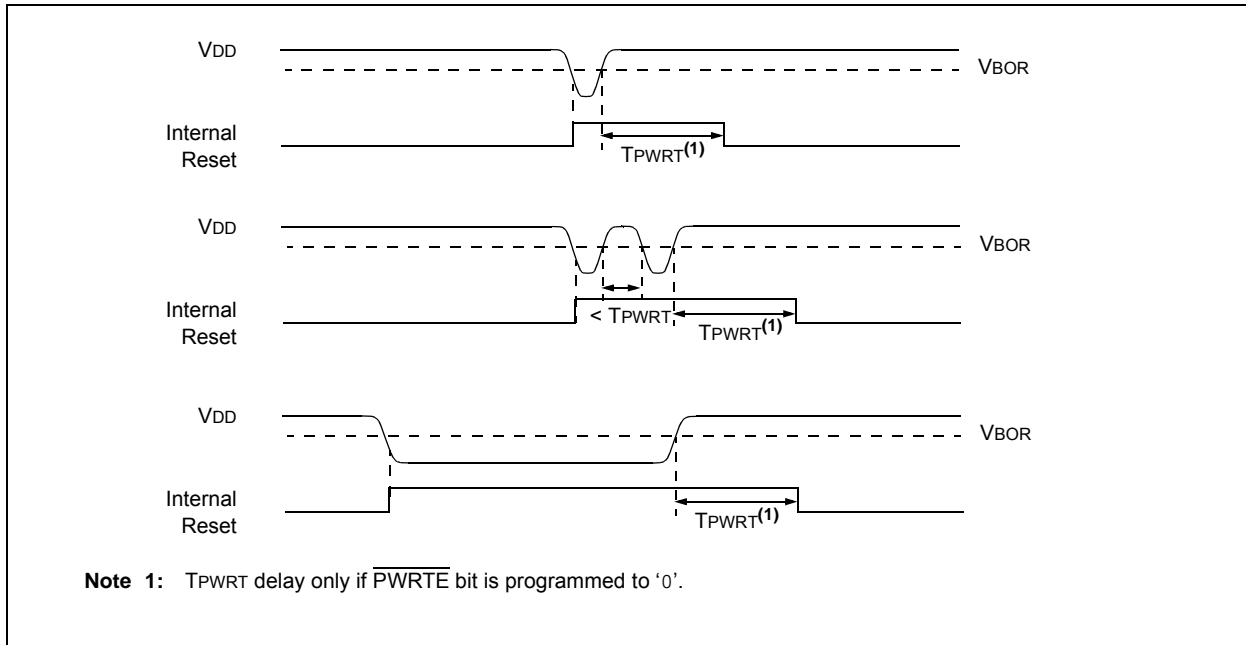 VDD
VBOR
Internal
Reset
TPWRT(1)
VDD
VBOR
Internal
Reset
< TPWRT
TPWRT(1)
VDD
VBOR
Internal
Reset
TPWRT(1)
Note 1: TPWRT delay only if PWRTE bit is programmed to ‘0’.